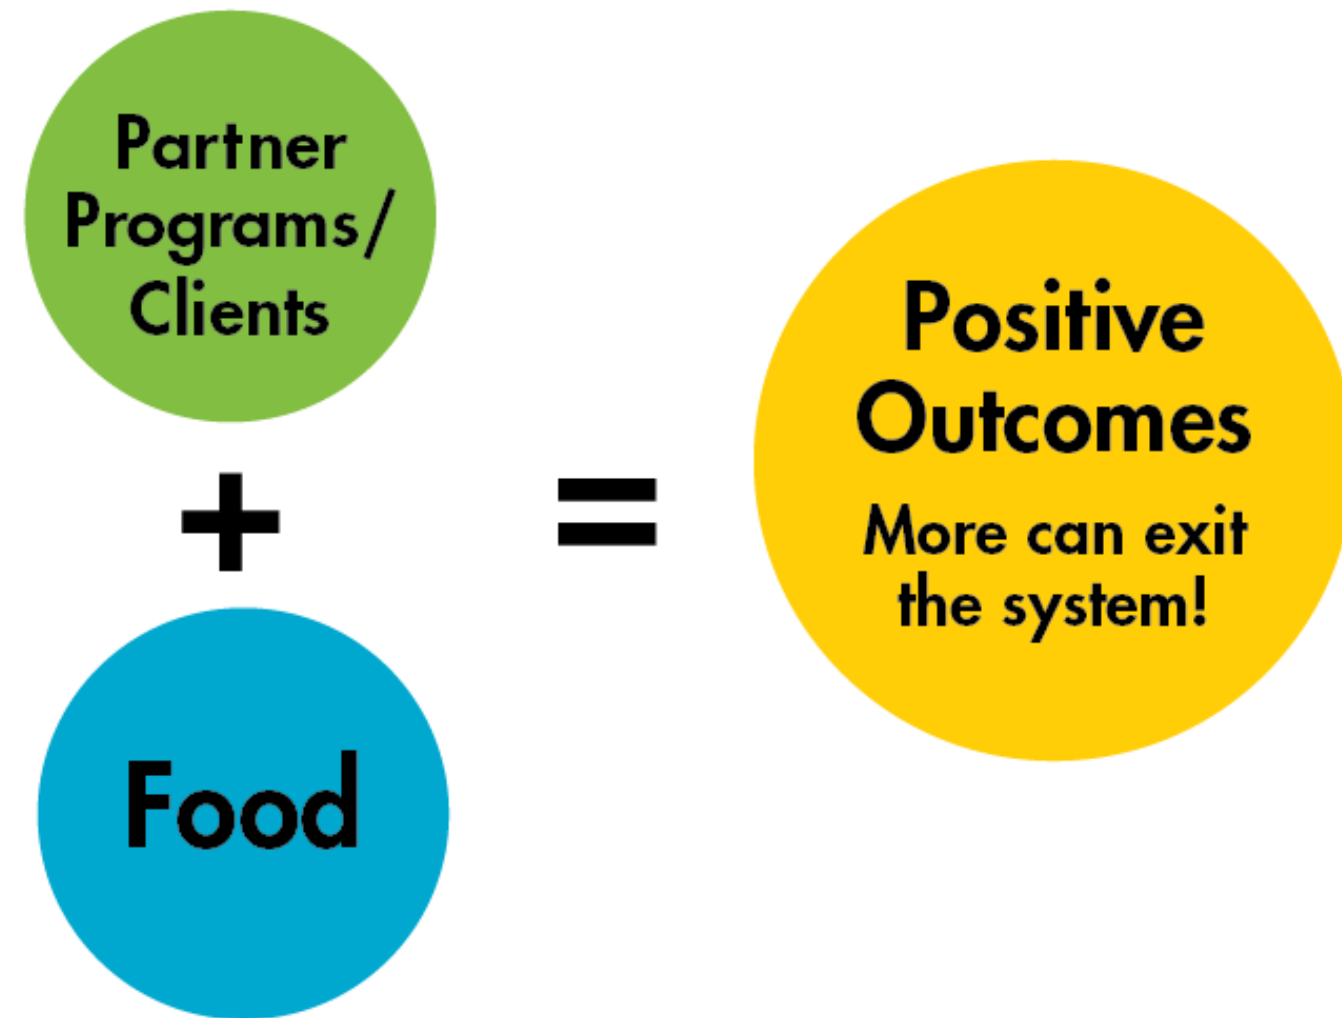 Partner
Programs/
Clients
+
Food
=
Positive
Outcomes
More can exit
the system!